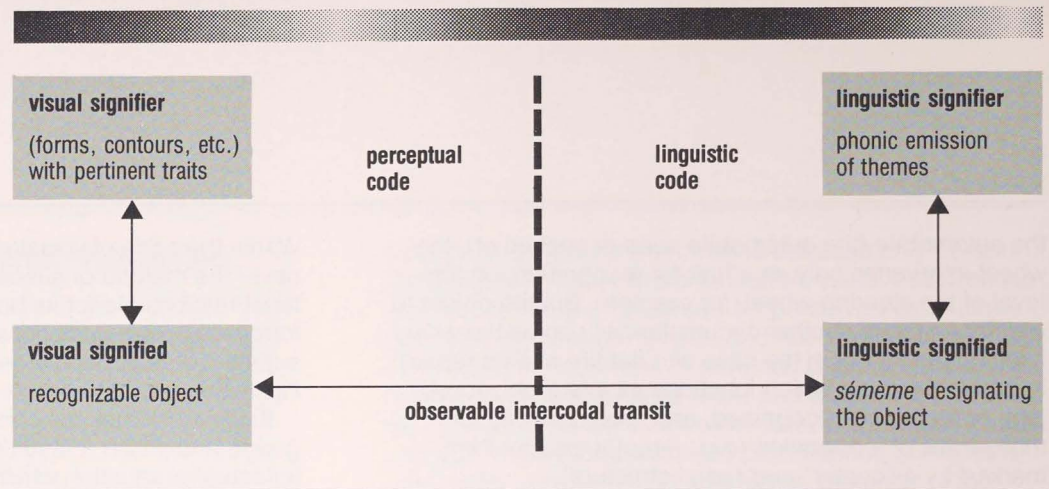 visual signifier
(forms, contours, etc.)
with pertinent traits
perceptual
code
linguistic
code
linguistic signifier
phonic emission
of themes
visual signified
recognizable object
observable intercodal transit
linguistic signified
sémème designating
the object